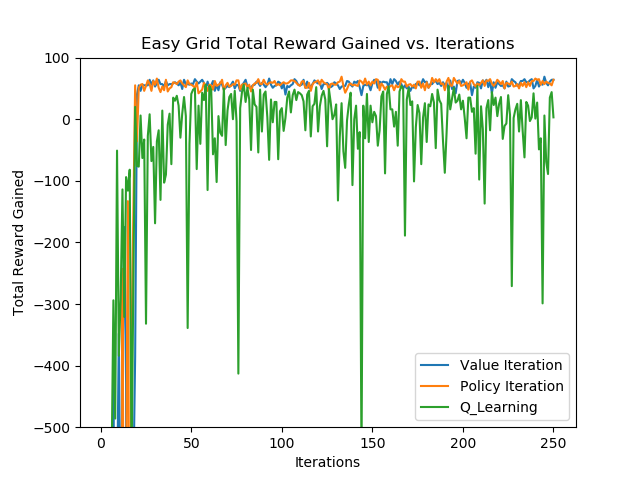 Easy Grid Total Reward Gained vs. Iterations
Total Reward Gained
100
0
−100
−200
−300
−400
−500
0 50 100 150 200 250
Iterations
Value Iteration
Policy Iteration
Q_Learning